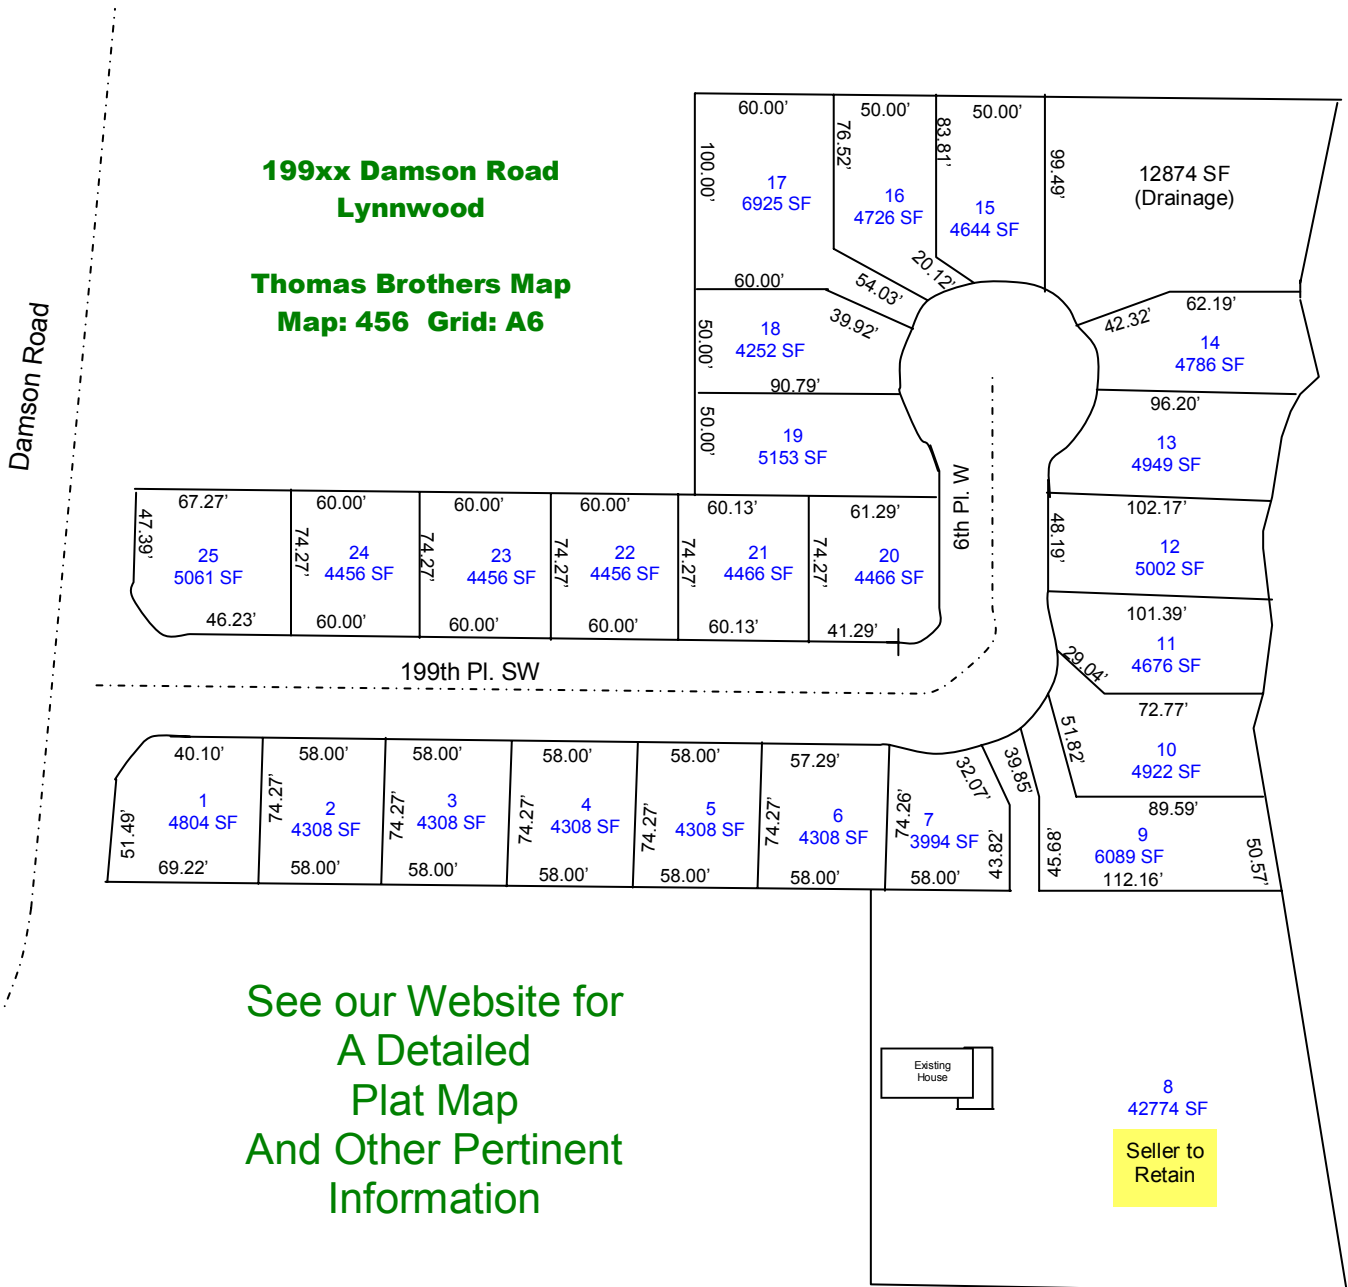 199xx Damson Road
Lynnwood
Thomas Brothers Map
Map: 456  Grid: A6
Damson Road
60.00’
50.00’
50.00’
100.00’
76.52’
83.81’
99.49’
17
6925 SF
16
4726 SF
15
4644 SF
12874 SF
(Drainage)
60.00’
54.03’
20.12’
39.92’
50.00’
18
4252 SF
90.79’
42.32’
62.19’
14
4786 SF
50.00’
19
5153 SF
96.20’
13
4949 SF
6th Pl. W
67.27’
60.00’
60.00’
60.00’
60.13’
61.29’
47.39’
25
5061 SF
74.27’
24
4456 SF
74.27’
23
4456 SF
74.27’
22
4456 SF
74.27’
21
4466 SF
74.27’
20
4466 SF
46.23’
60.00’
60.00’
60.00’
60.13’
41.29’
102.17’
48.19’
12
5002 SF
101.39’
11
4676 SF
29.04’
199th Pl. SW
72.77’
51.82’
10
4922 SF
89.59’
40.10’
58.00’
58.00’
58.00’
58.00’
57.29’
32.07’
39.85’
51.49’
1
4804 SF
74.27’
2
4308 SF
74.27’
3
4308 SF
74.27’
4
4308 SF
74.27’
5
4308 SF
74.27’
6
4308 SF
74.26’
7
3994 SF
43.82’
45.68’
9
6089 SF
50.57’
69.22’
58.00’
58.00’
58.00’
58.00’
58.00’
58.00’
112.16’
See our Website for
A Detailed
Plat Map
And Other Pertinent
Information
Existing
House
8
42774 SF
Seller to
Retain